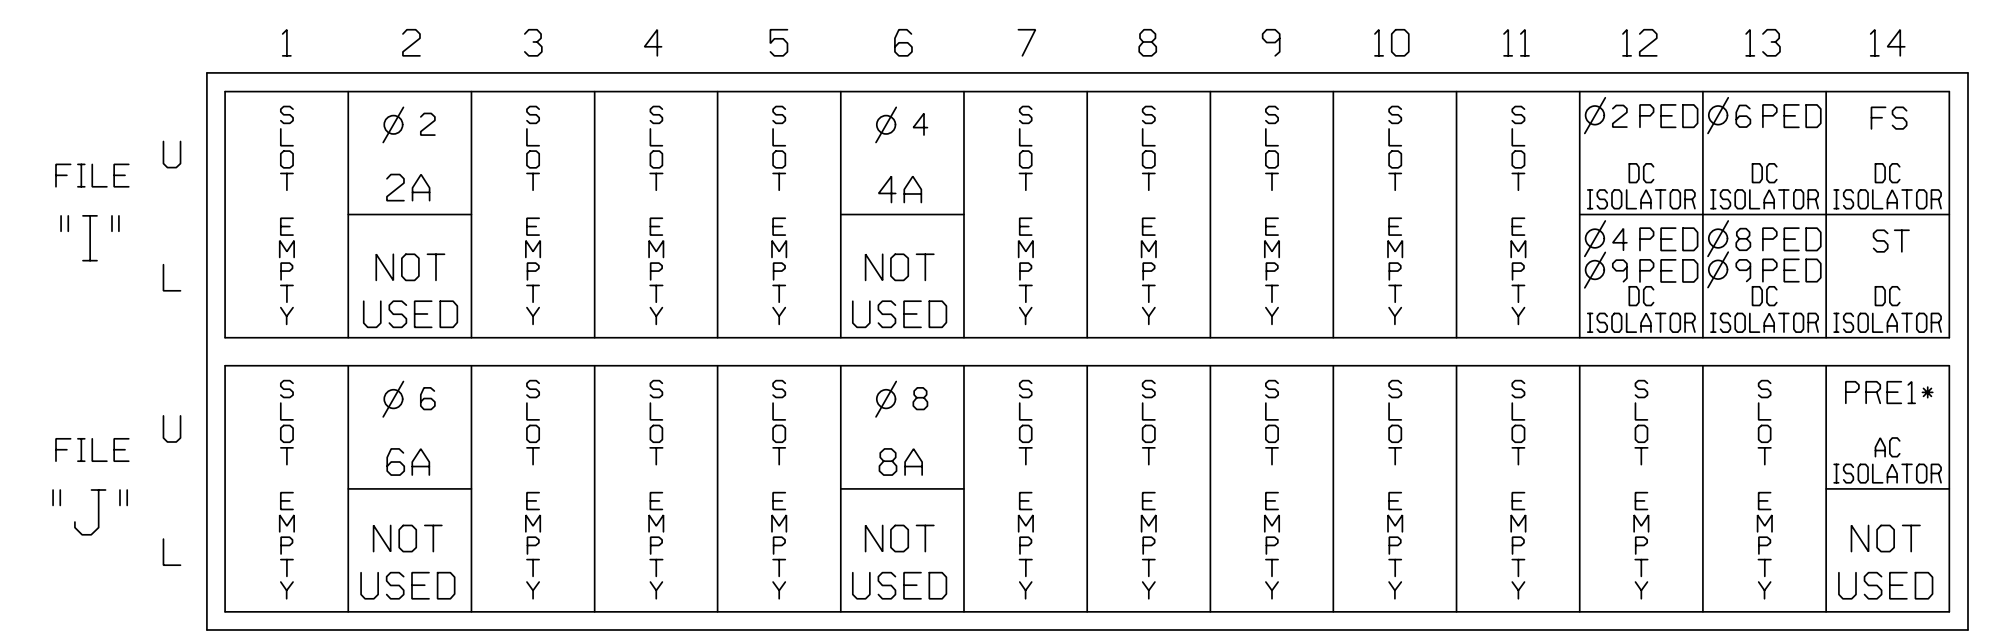 1 2 3 4 5 6 7 8 9 10 11 12 13 14
FILE "I"
U
L
SLOT EMPTY
Ø 2
2A
NOT
USED
SLOT EMPTY
SLOT EMPTY
SLOT EMPTY
Ø 4
4A
NOT
USED
SLOT EMPTY
SLOT EMPTY
SLOT EMPTY
SLOT EMPTY
SLOT EMPTY
Ø2 PED
DC
ISOLATOR
Ø4 PED
Ø9 PED
DC
ISOLATOR
Ø6 PED
DC
ISOLATOR
Ø8 PED
Ø9 PED
DC
ISOLATOR
FS
DC
ISOLATOR
ST
DC
ISOLATOR
FILE "J"
U
L
SLOT EMPTY
Ø 6
6A
NOT
USED
SLOT EMPTY
SLOT EMPTY
SLOT EMPTY
Ø 8
8A
NOT
USED
SLOT EMPTY
SLOT EMPTY
SLOT EMPTY
SLOT EMPTY
SLOT EMPTY
SLOT EMPTY
SLOT EMPTY
PRE1*
AC
ISOLATOR
NOT
USED